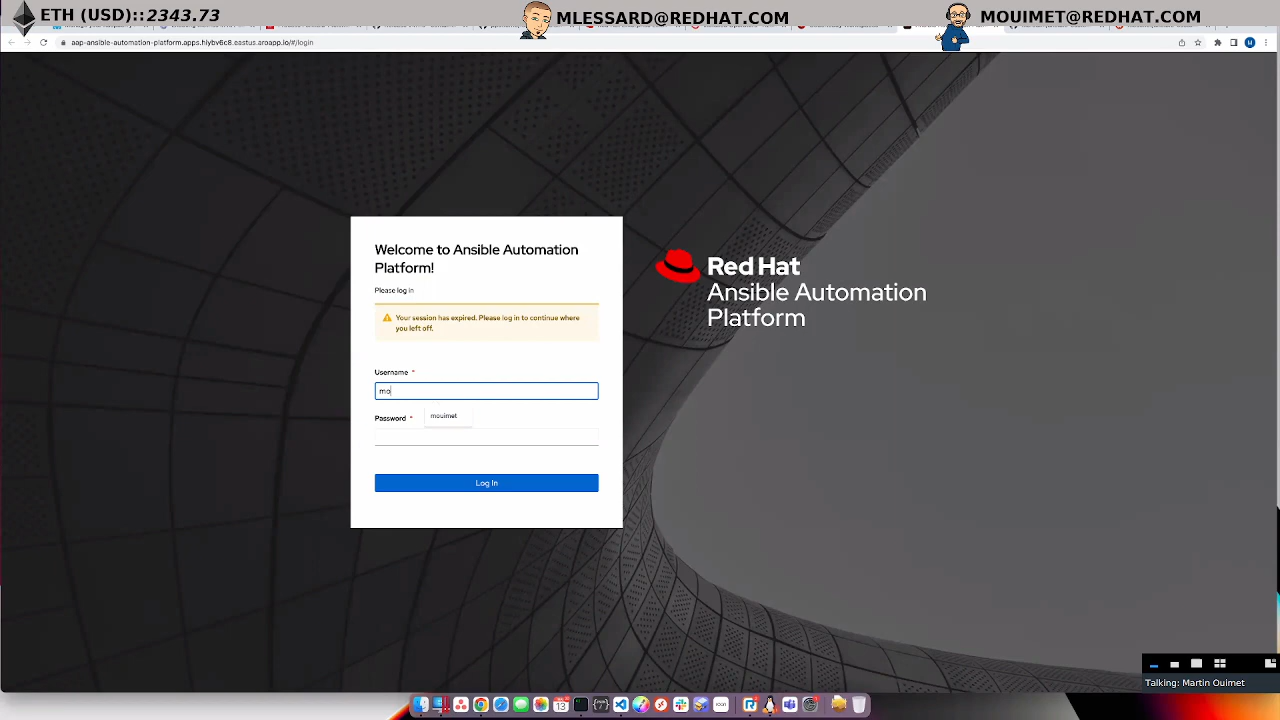 ETH (USD)::2343.73
MLESSARD@REDHAT.COM
MOUIMET@REDHAT.COM
aap-ansible-automation-platform.apps.hlybv6c8.eastus.aroapp.io/#/login
Welcome to Ansible Automation
Platform!
Please log in
Your session has expired. Please log in to continue where
you left off.
Username *
mo
Password *
mouimet
Log In
Red Hat
Ansible Automation
Platform
Talking: Martin Ouimet